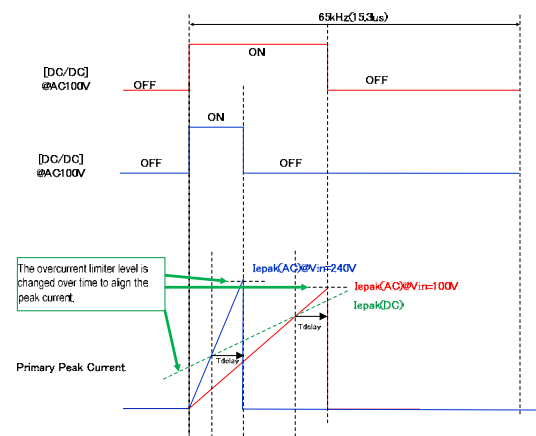 65kHz(15.3us)
ON
[DC/DC]
@AC100V
OFF
OFF
ON
[DC/DC]
@AC100V
OFF
OFF
The overcurrent limiter level is
changed over time to align the
peak current.
Iepak(AC)@Vin=240V
Iepak(AC)@Vin=100V
Iepak(DC)
Tdelay
Tdelay
Primary Peak Current.